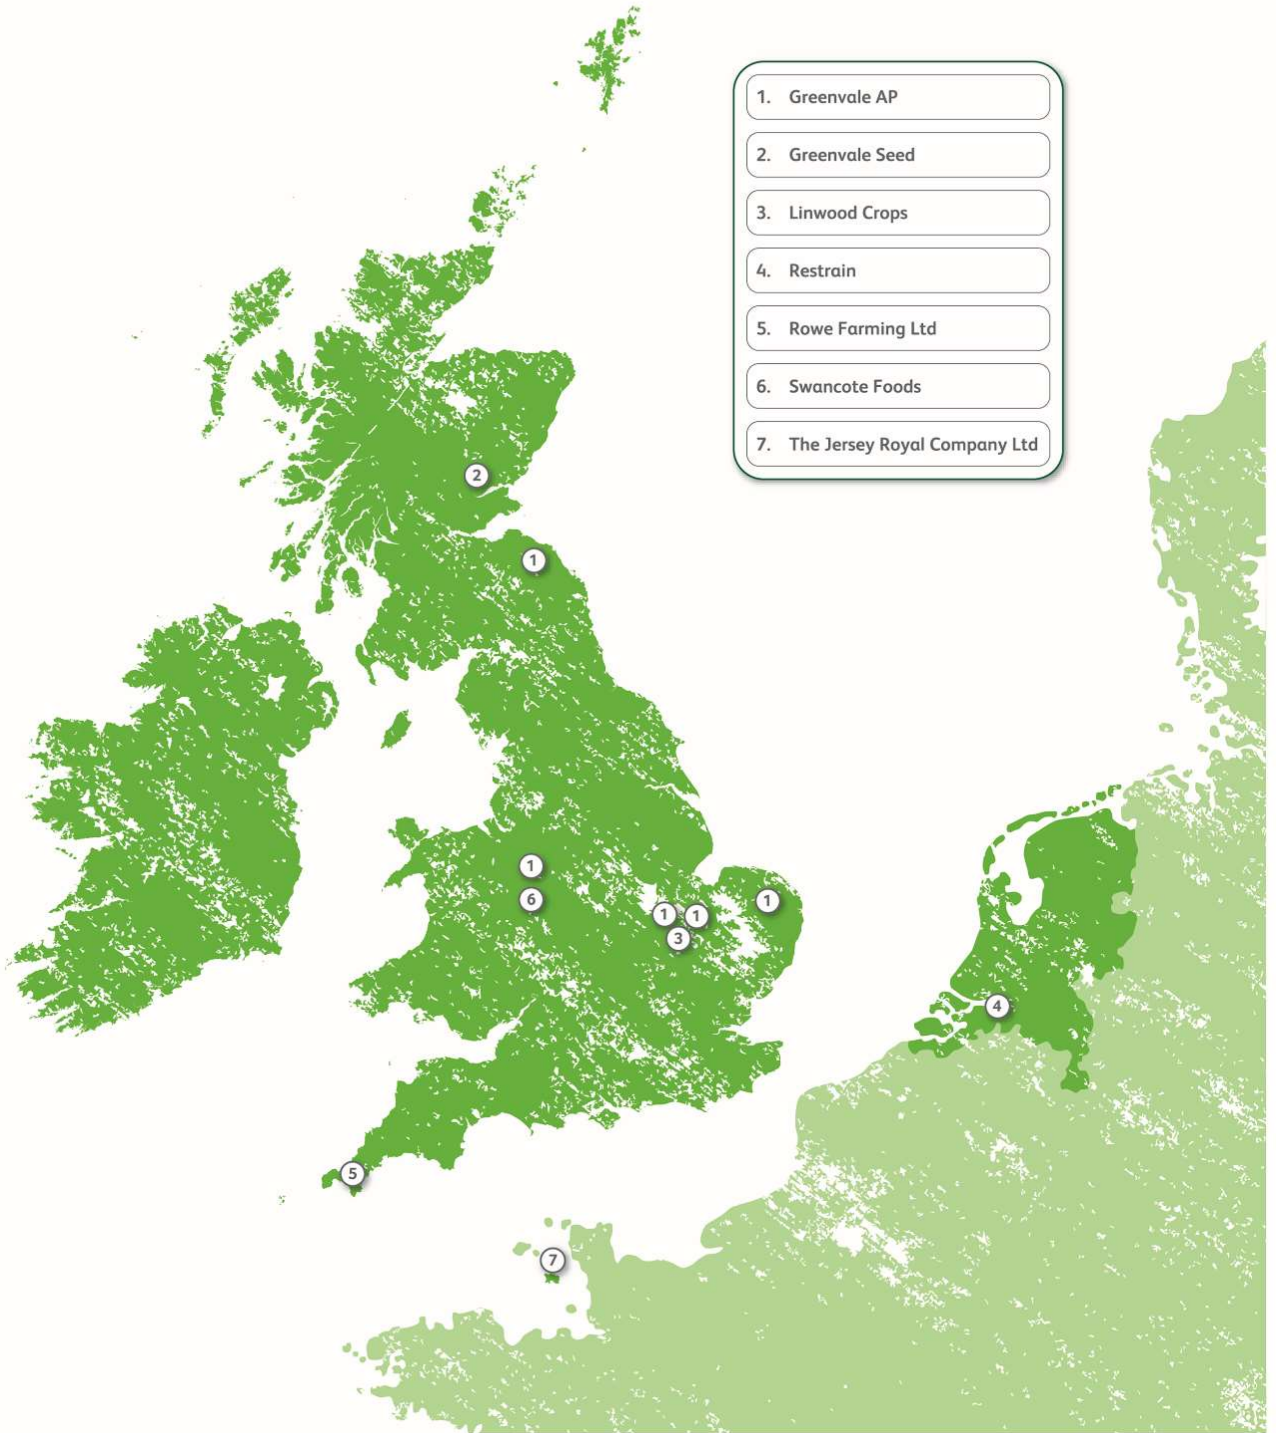 1. Greenvale AP
2. Greenvale Seed
3. Linwood Crops
4. Restrain
5. Rowe Farming Ltd
6. Swancote Foods
7. The Jersey Royal Company Ltd
2
1
1
6
1
1
1
3
4
5
7